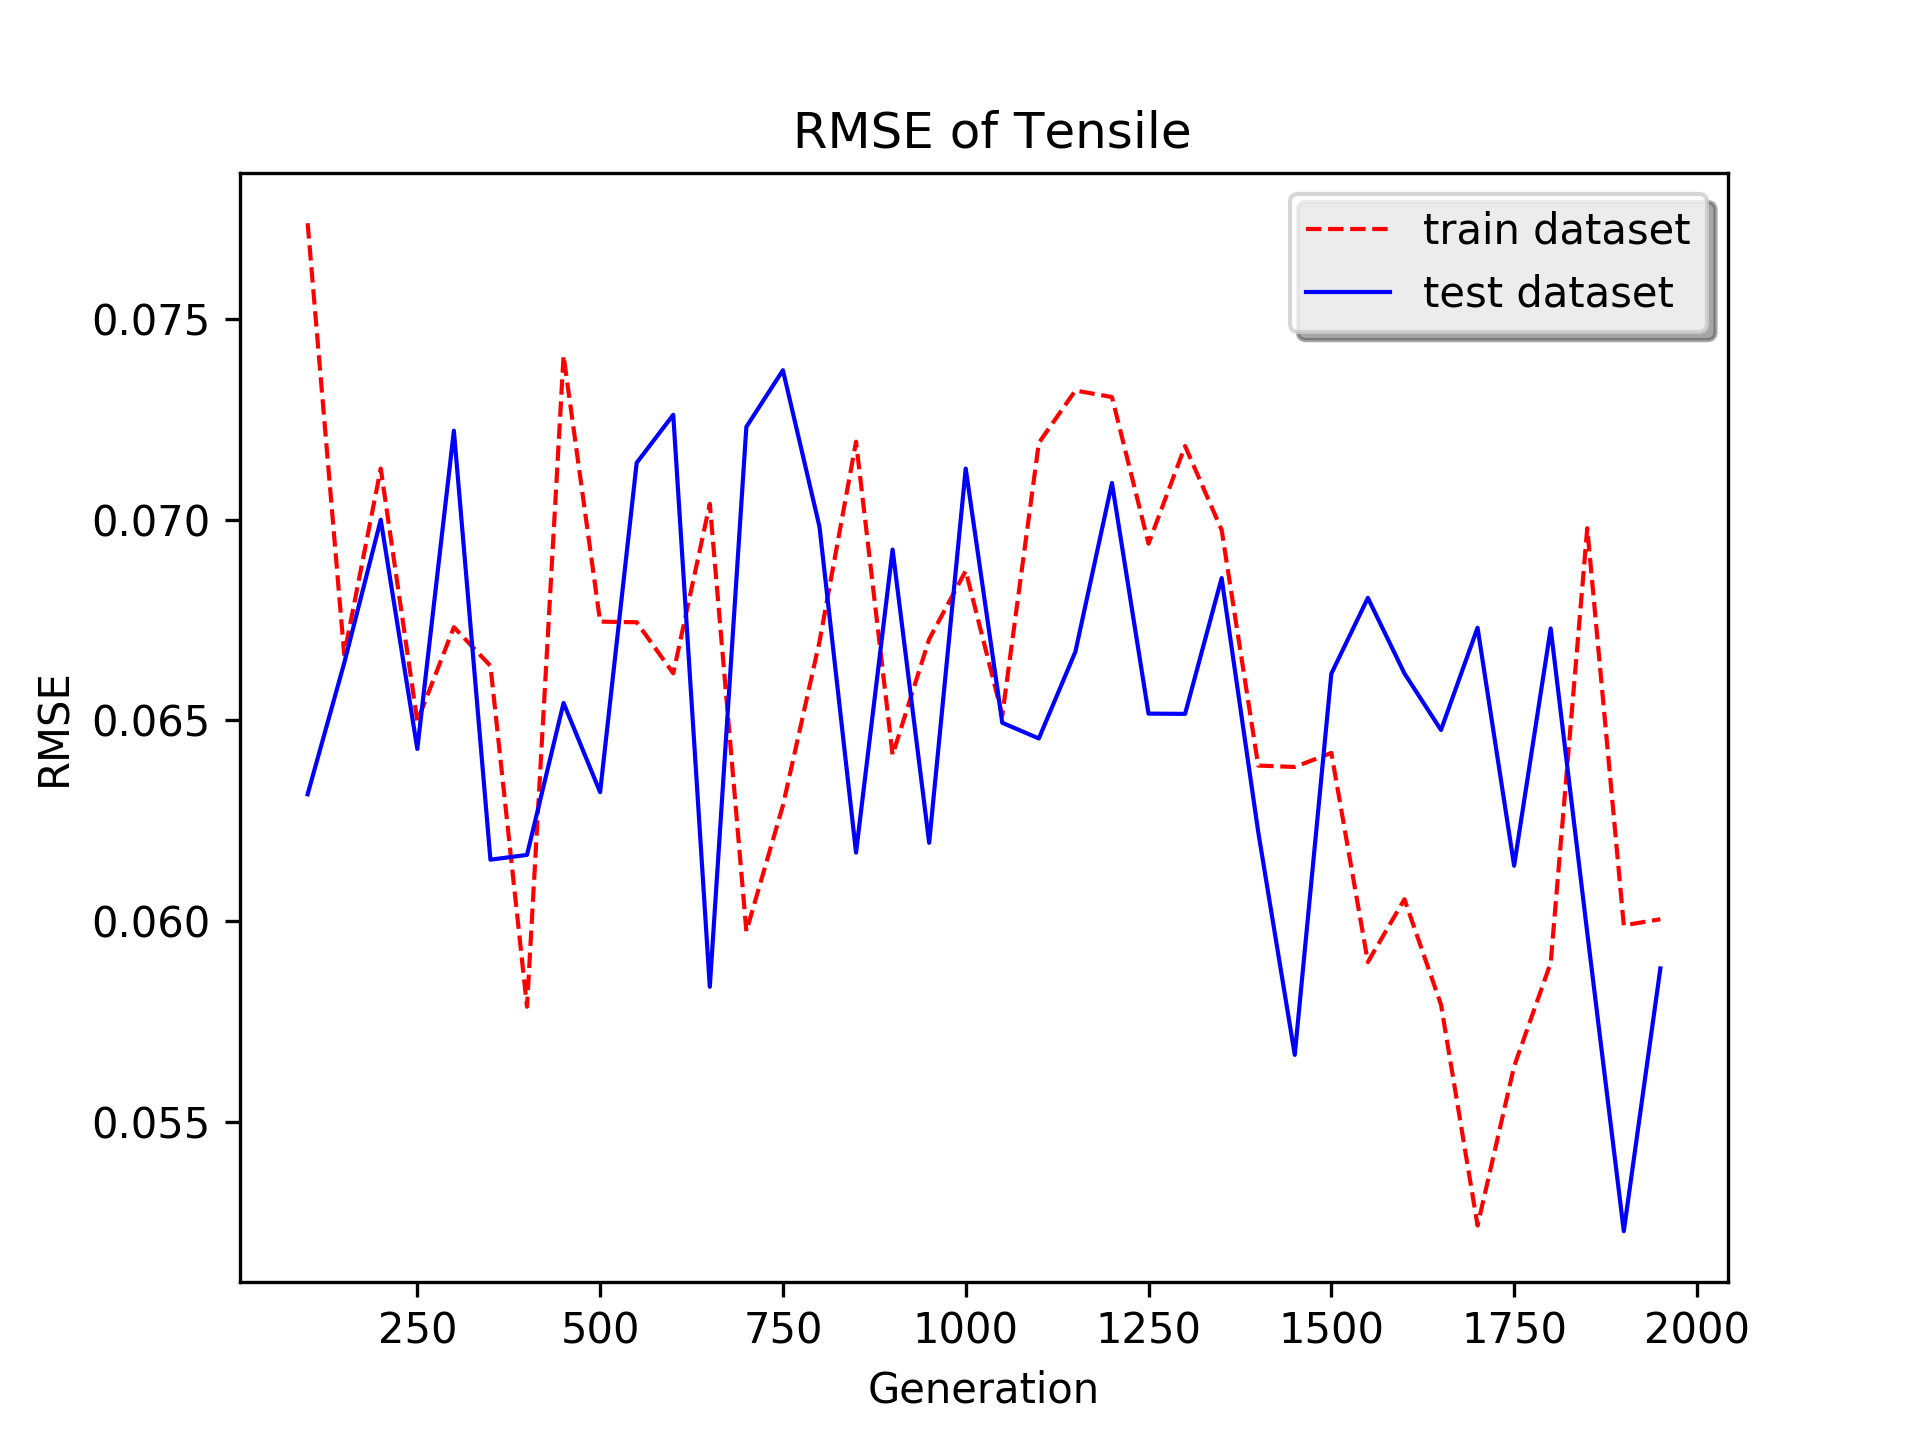 RMSE of Tensile
train dataset
test dataset
0.075
0.070
0.065
0.060
0.055
RMSE
250 500 750 1000 1250 1500 1750 2000
Generation